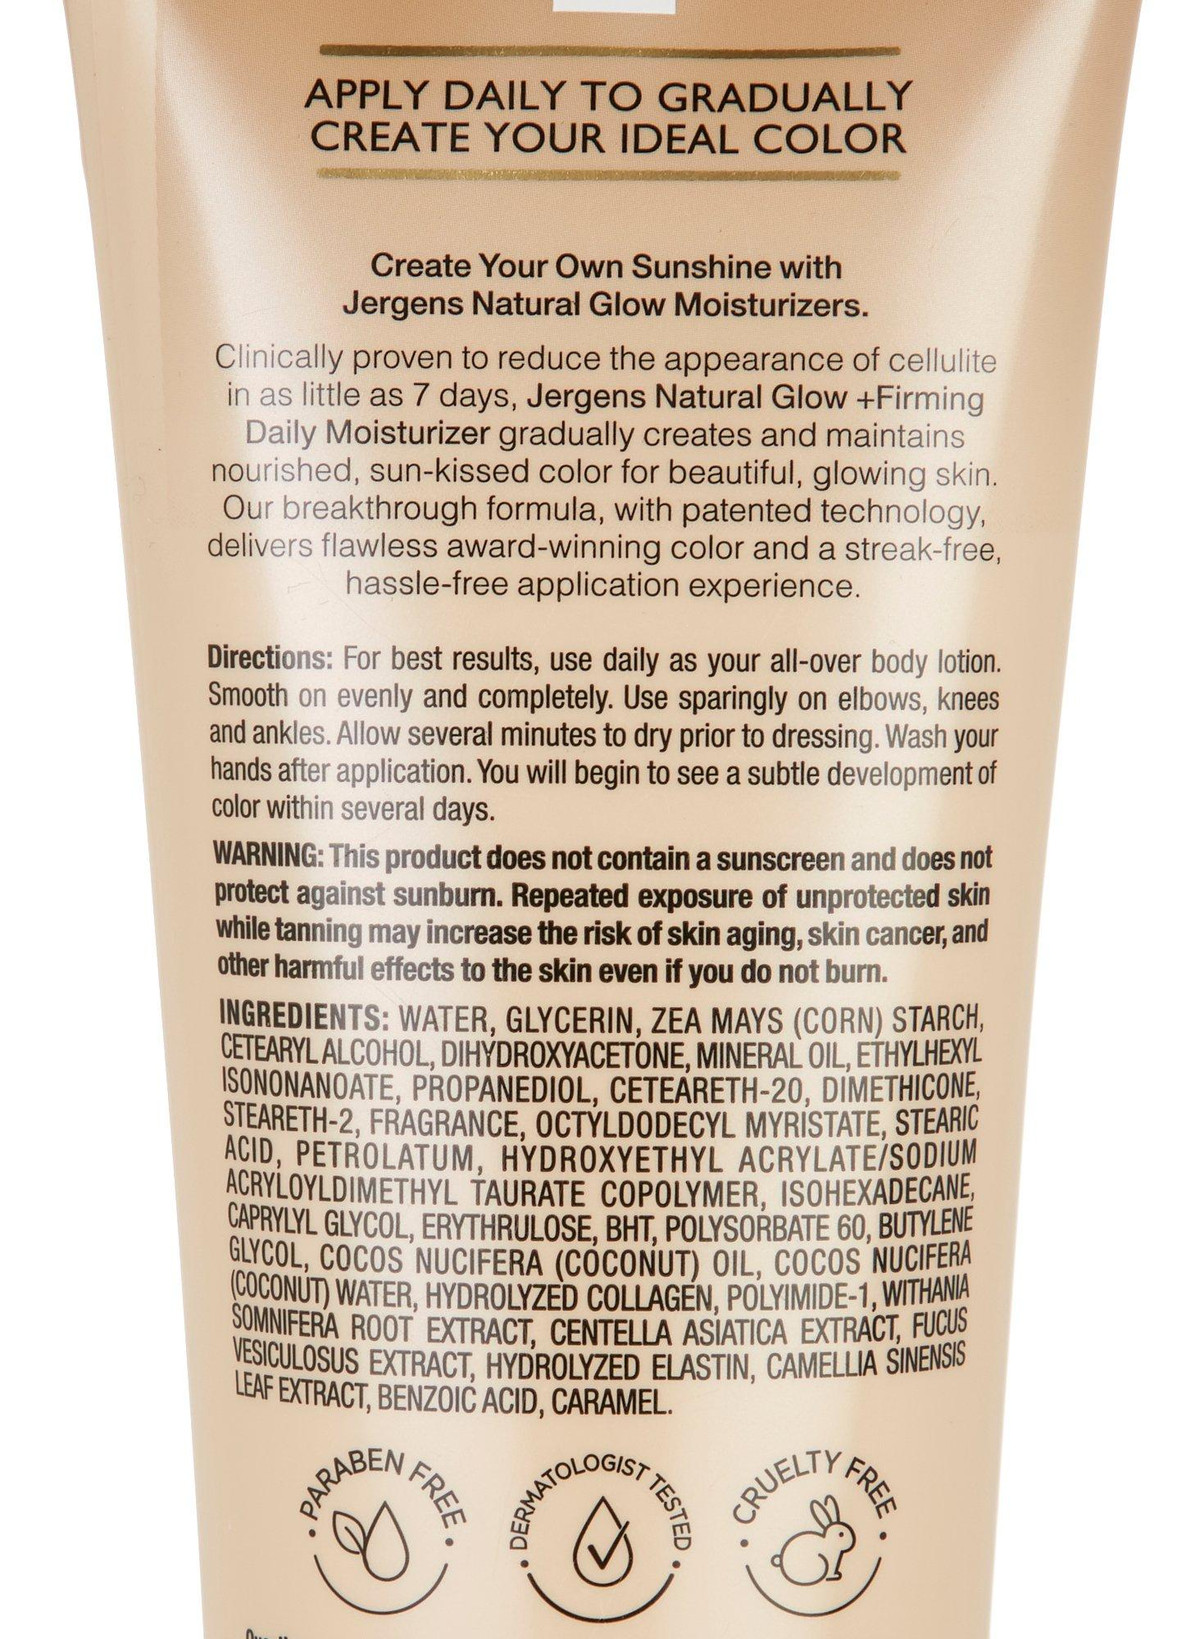 APPLY DAILY TO GRADUALLY
CREATE YOUR IDEAL COLOR
Create Your Own Sunshine with
Jergens Natural Glow Moisturizers.
Clinically proven to reduce the appearance of cellulite
in as little as 7 days, Jergens Natural Glow +Firming
Daily Moisturizer gradually creates and maintains
nourished, sun-kissed color for beautiful, glowing skin.
Our breakthrough formula, with patented technology,
delivers flawless award-winning color and a streak-free,
hassle-free application experience.
Directions: For best results, use daily as your all-over body lotion.
Smooth on evenly and completely. Use sparingly on elbows, knees
and ankles. Allow several minutes to dry prior to dressing. Wash your
hands after application. You will begin to see a subtle development of
color within several days.
WARNING: This product does not contain a sunscreen and does not
protect against sunburn. Repeated exposure of unprotected skin
while tanning may increase the risk of skin aging, skin cancer, and
other harmful effects to the skin even if you do not burn.
INGREDIENTS: WATER, GLYCERIN, ZEA MAYS (CORN) STARCH,
CETEARYL ALCOHOL, DIHYDROXYACETONE, MINERAL OIL, ETHYLHEXYL
ISONONANOATE, PROPANEDIOL, CETEARETH-20, DIMETHICONE,
STEARETH-2, FRAGRANCE, OCTYLDODECYL MYRISTATE, STEARIC
ACID, PETROLATUM, HYDROXYETHYL ACRYLATE/SODIUM
ACRYLOYLDIMETHYL TAURATE COPOLYMER, ISOHEXADECANE,
CAPRYLYL GLYCOL, ERYTHRULOSE, BHT, POLYSORBATE 60, BUTYLENE
GLYCOL, COCOS NUCIFERA (COCONUT) OIL, COCOS NUCIFERA
(COCONUT) WATER, HYDROLYZED COLLAGEN, POLYIMIDE-1, WITHANIA
SOMNIFERA ROOT EXTRACT, CENTELLA ASIATICA EXTRACT, FUCUS
VESICULOSUS EXTRACT, HYDROLYZED ELASTIN, CAMELLIA SINENSIS
LEAF EXTRACT, BENZOIC ACID, CARAMEL.
PARABEN FREE
DERMATOLOGIST TESTED
CRUELTY FREE